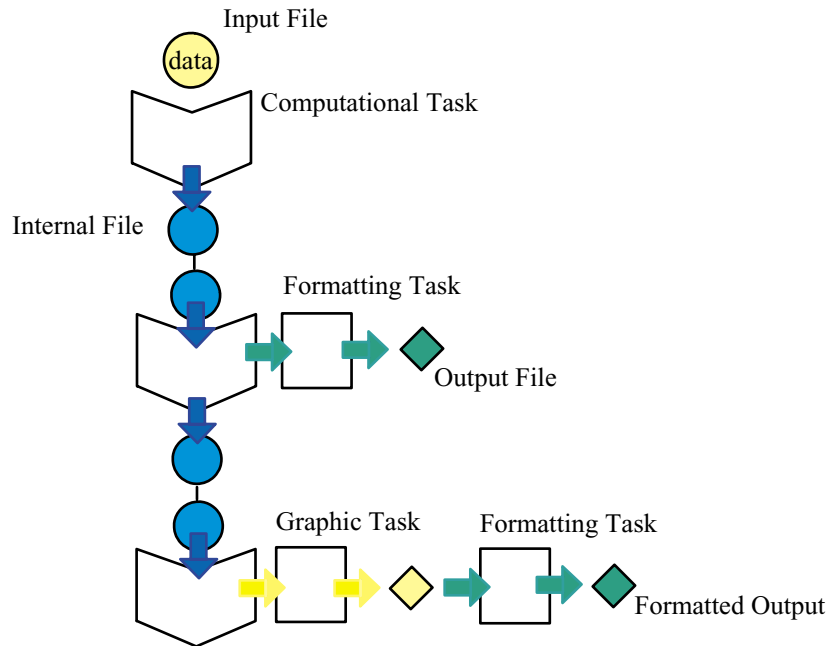 Input File
data
Computational Task
Internal File
Formatting Task
Output File
Graphic Task
Formatting Task
Formatted Output